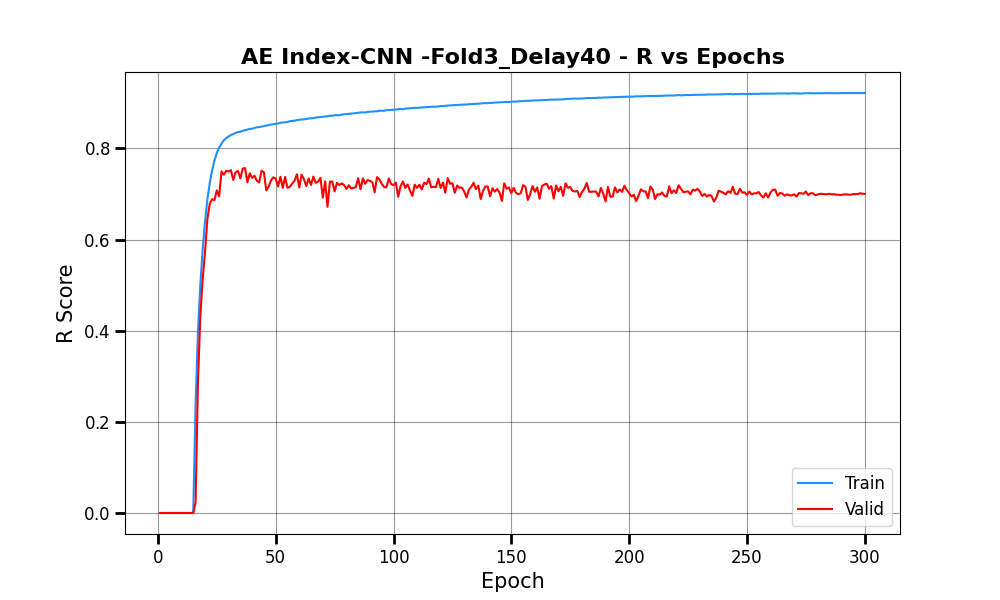 AE Index-CNN -Fold3_Delay40 - R vs Epochs
R Score
0.8
0.6
0.4
0.2
0.0
0 50 100 150 200 250 300
Epoch
Train
Valid